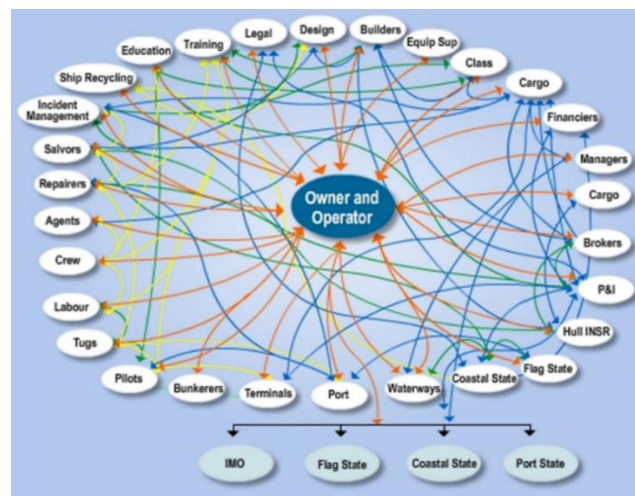 Design
Legal
Builders
Training
Equip Sup
Education
Class
Ship Recycling
Cargo
Incident
Management
Financiers
Salvors
Managers
Repairers
Owner and
Operator
Cargo
Agents
Brokers
Crew
P&I
Labour
Hull INSR
Tugs
Flag State
Pilots
Bunkerers
Terminals
Port
Waterways
Coastal State
IMO
Flag State
Coastal State
Port State